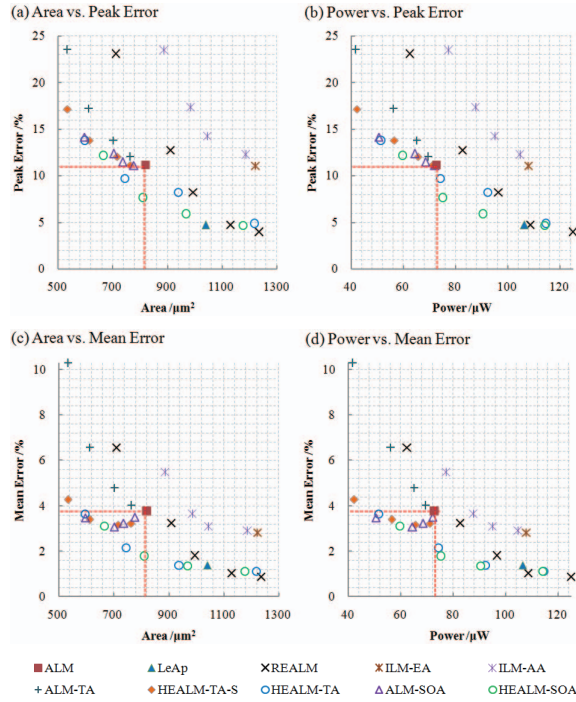 (a) Area vs. Peak Error
(b) Power vs. Peak Error
25
20
15
10
5
0
Peak Error/%
500 700 900 1100 1300
Area /μm²
25
20
15
10
5
0
Peak Error /%
40 60 80 100 120
Power/μW
(c) Area vs. Mean Error
(d) Power vs. Mean Error
10
8
6
4
2
0
Mean Error/%
500 700 900 1100 1300
Area/μm²
10
8
6
4
2
0
Mean Error /%
40 60 80 100 120
Power/μW
ALM LeAp REALM ILM-EA ILM-AA
ALM-TA HEALM-TA-S HEALM-TA ALM-SOA HEALM-SOA